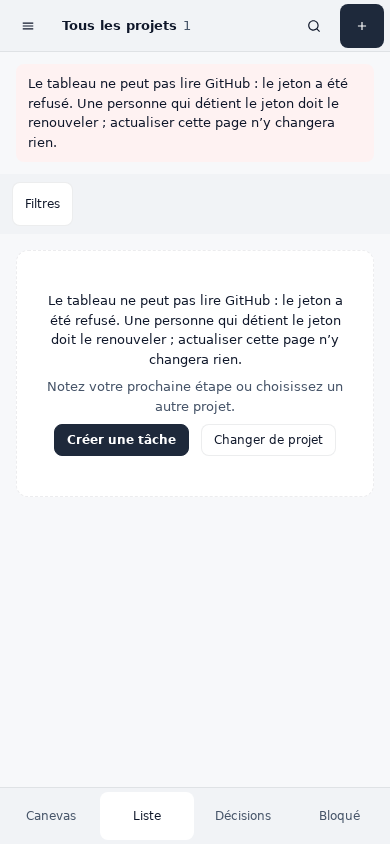 Tous les projets 1
Le tableau ne peut pas lire GitHub : le jeton a été
refusé. Une personne qui détient le jeton doit le
renouveler ; actualiser cette page n’y changera
rien.
Filtres
Le tableau ne peut pas lire GitHub : le jeton a
été refusé. Une personne qui détient le jeton
doit le renouveler ; actualiser cette page n’y
changera rien.
Notez votre prochaine étape ou choisissez un
autre projet.
Créer une tâche
Changer de projet
Canevas
Liste
Décisions
Bloqué